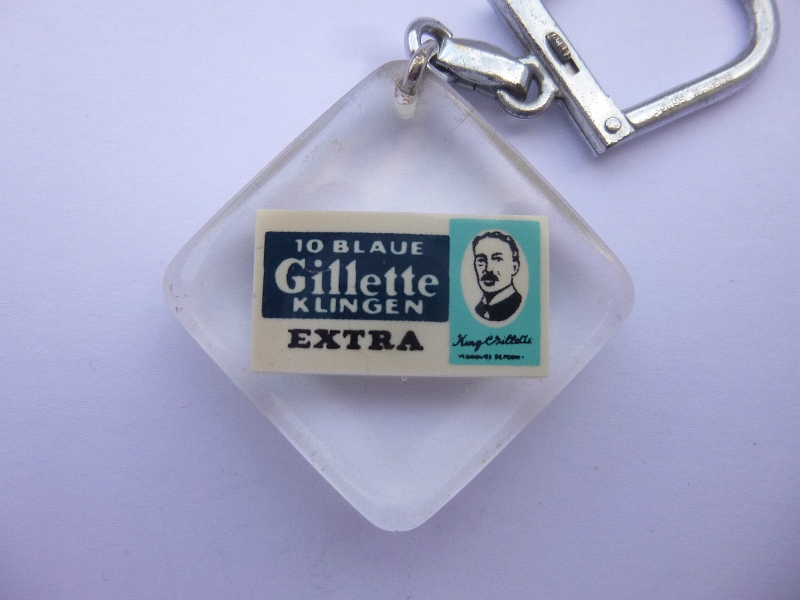 10 BLAUE
Gillette
KLINGEN
EXTRA
King C Gillette